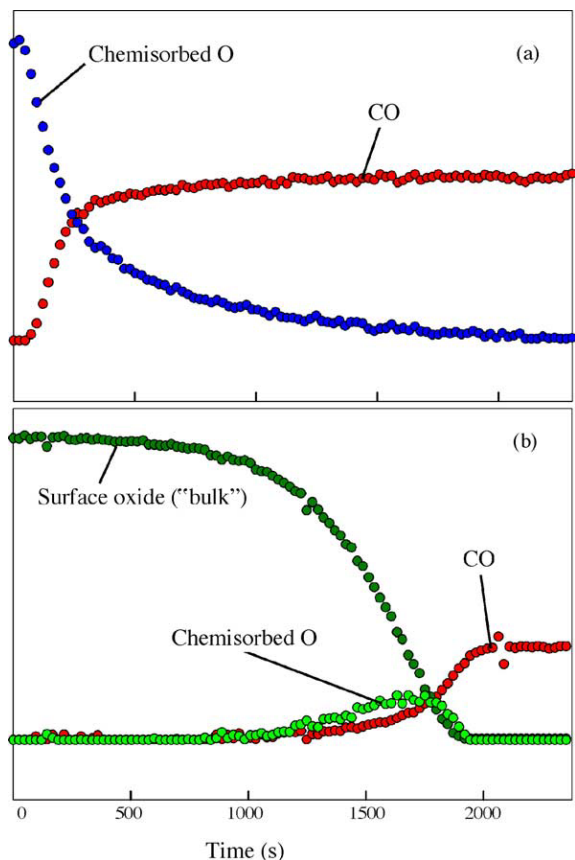 Chemisorbed O
(a)
CO
(b)
Surface oxide ("bulk")
CO
Chemisorbed O
0 500 1000 1500 2000
Time (s)